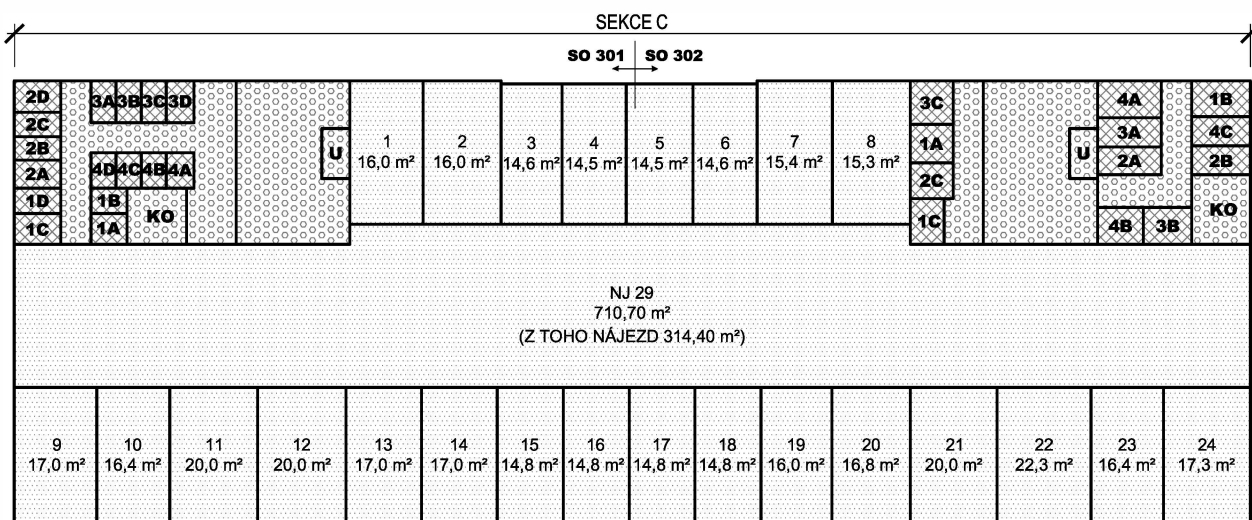 SEKCE C
SO 301 SO 302
2D
2C
2B
2A
1D
1C
3A 3B 3C 3D
4D 4C 4B 4A
1B
1A
KO
U
1
16,0 m²
2
16,0 m²
3
14,6 m²
4
14,5 m²
5
14,5 m²
6
14,6 m²
7
15,4 m²
8
15,3 m²
3C
1A
2C
1C
U
4A
3A
2A
4B 3B
1B
4C
2B
KO
NJ 29
710,70 m²
(Z TOHO NÁJEZD 314,40 m²)
9
17,0 m²
10
16,4 m²
11
20,0 m²
12
20,0 m²
13
17,0 m²
14
17,0 m²
15
14,8 m²
16
14,8 m²
17
14,8 m²
18
14,8 m²
19
16,0 m²
20
16,8 m²
21
20,0 m²
22
22,3 m²
23
16,4 m²
24
17,3 m²